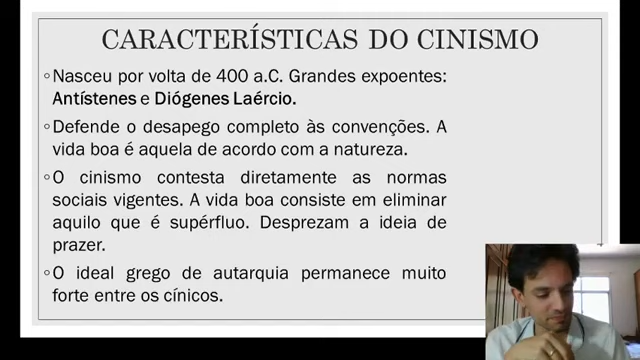 CARACTERÍSTICAS DO CINISMO
◦Nasceu por volta de 400 a.C. Grandes expoentes:
Antístenes e Diógenes Laércio.
◦Defende o desapego completo às convenções. A
vida boa é aquela de acordo com a natureza.
◦O cinismo contesta diretamente as normas
sociais vigentes. A vida boa consiste em eliminar
aquilo que é supérfluo. Desprezam a ideia de
prazer.
◦O ideal grego de autarquia permanece muito
forte entre os cínicos.